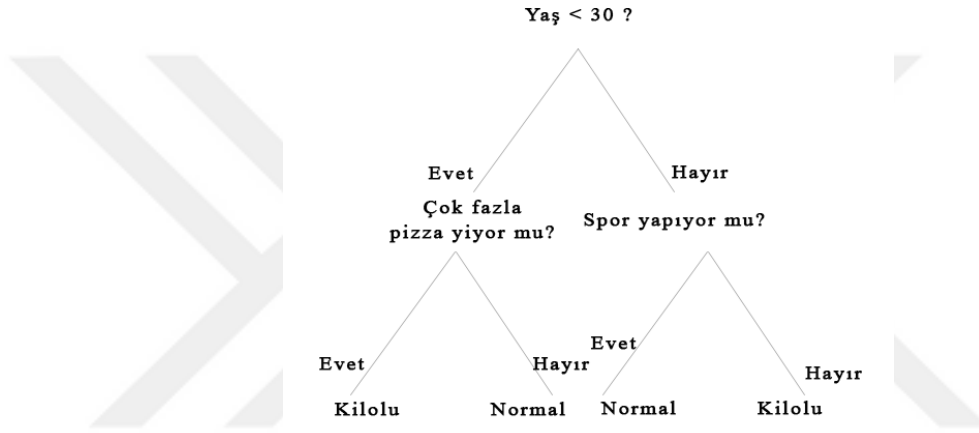 Yaş < 30 ?
Evet
Hayır
Çok fazla
pizza yiyor mu?
Spor yapıyor mu?
Evet
Hayır
Evet
Hayır
Kilolu
Normal
Normal
Kilolu